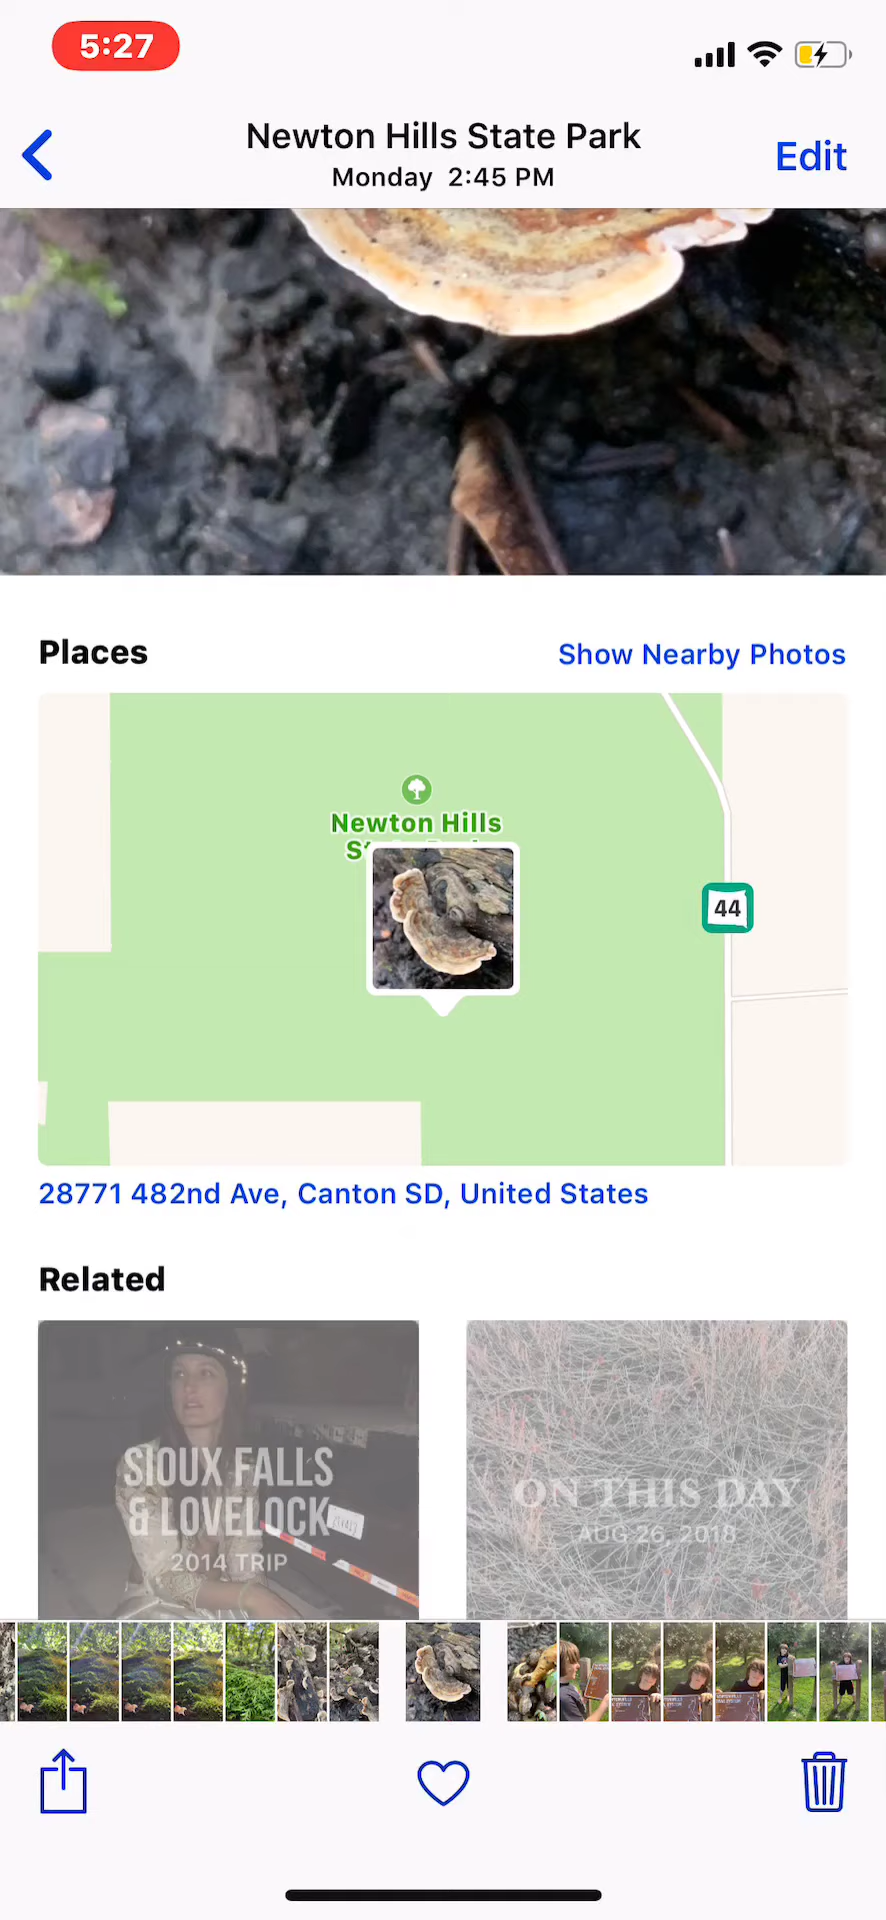 5:27
Newton Hills State Park
Monday 2:45 PM
Edit
Places
Show Nearby Photos
Newton Hills
44
28771 482nd Ave, Canton SD, United States
Related
SIOUX FALLS
& LOVELOCK
2014 TRIP
ON THIS DAY
AUG 26, 2018